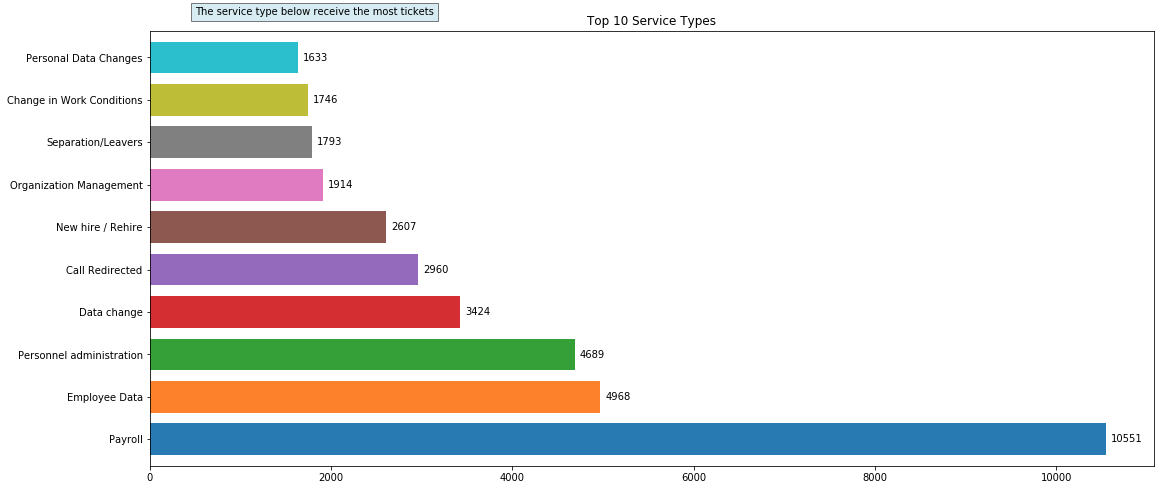 The service type below receive the most tickets
Top 10 Service Types
Personal Data Changes 1633
Change in Work Conditions 1746
Separation/Leavers 1793
Organization Management 1914
New hire / Rehire 2607
Call Redirected 2960
Data change 3424
Personnel administration 4689
Employee Data 4968
Payroll 10551
0 2000 4000 6000 8000 10000